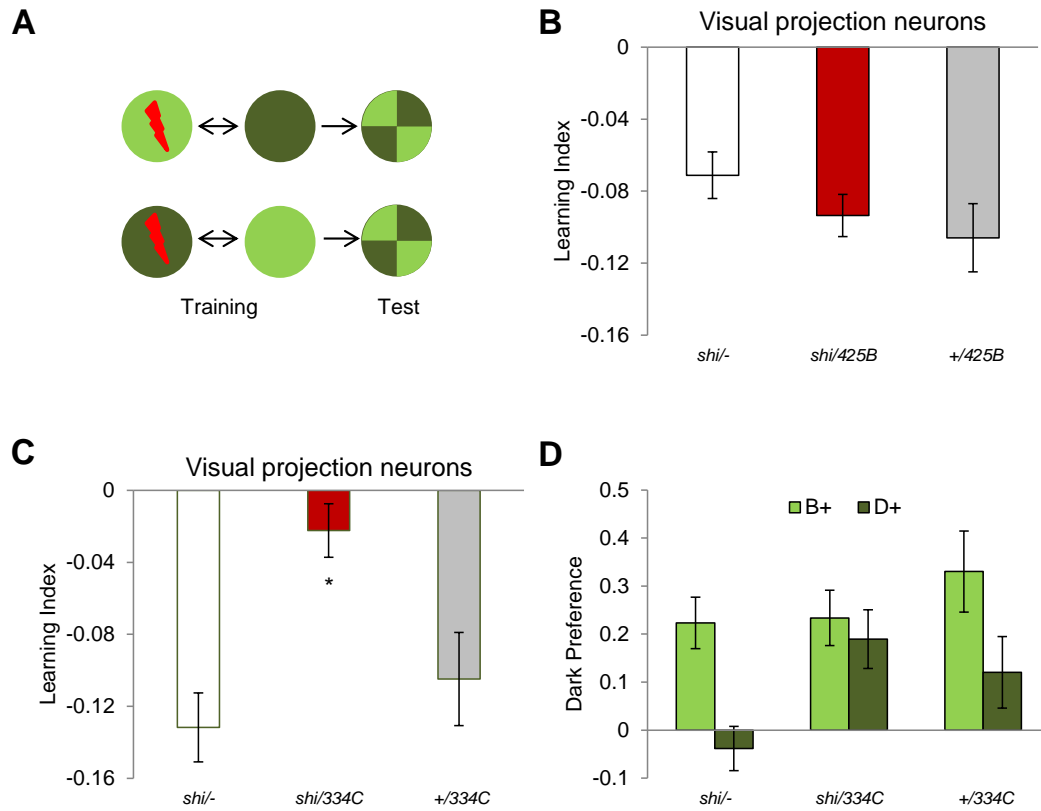 A
Training
Test
B
Visual projection neurons
Learning Index
0
-0.04
-0.08
-0.12
-0.16
shi/-
shi/425B
+/425B
C
Visual projection neurons
Learning Index
0
-0.04
-0.08
-0.12
-0.16
*
shi/-
shi/334C
+/334C
D
Dark Preference
0.5
0.4
0.3
0.2
0.1
0
-0.1
B+
D+
shi/-
shi/334C
+/334C